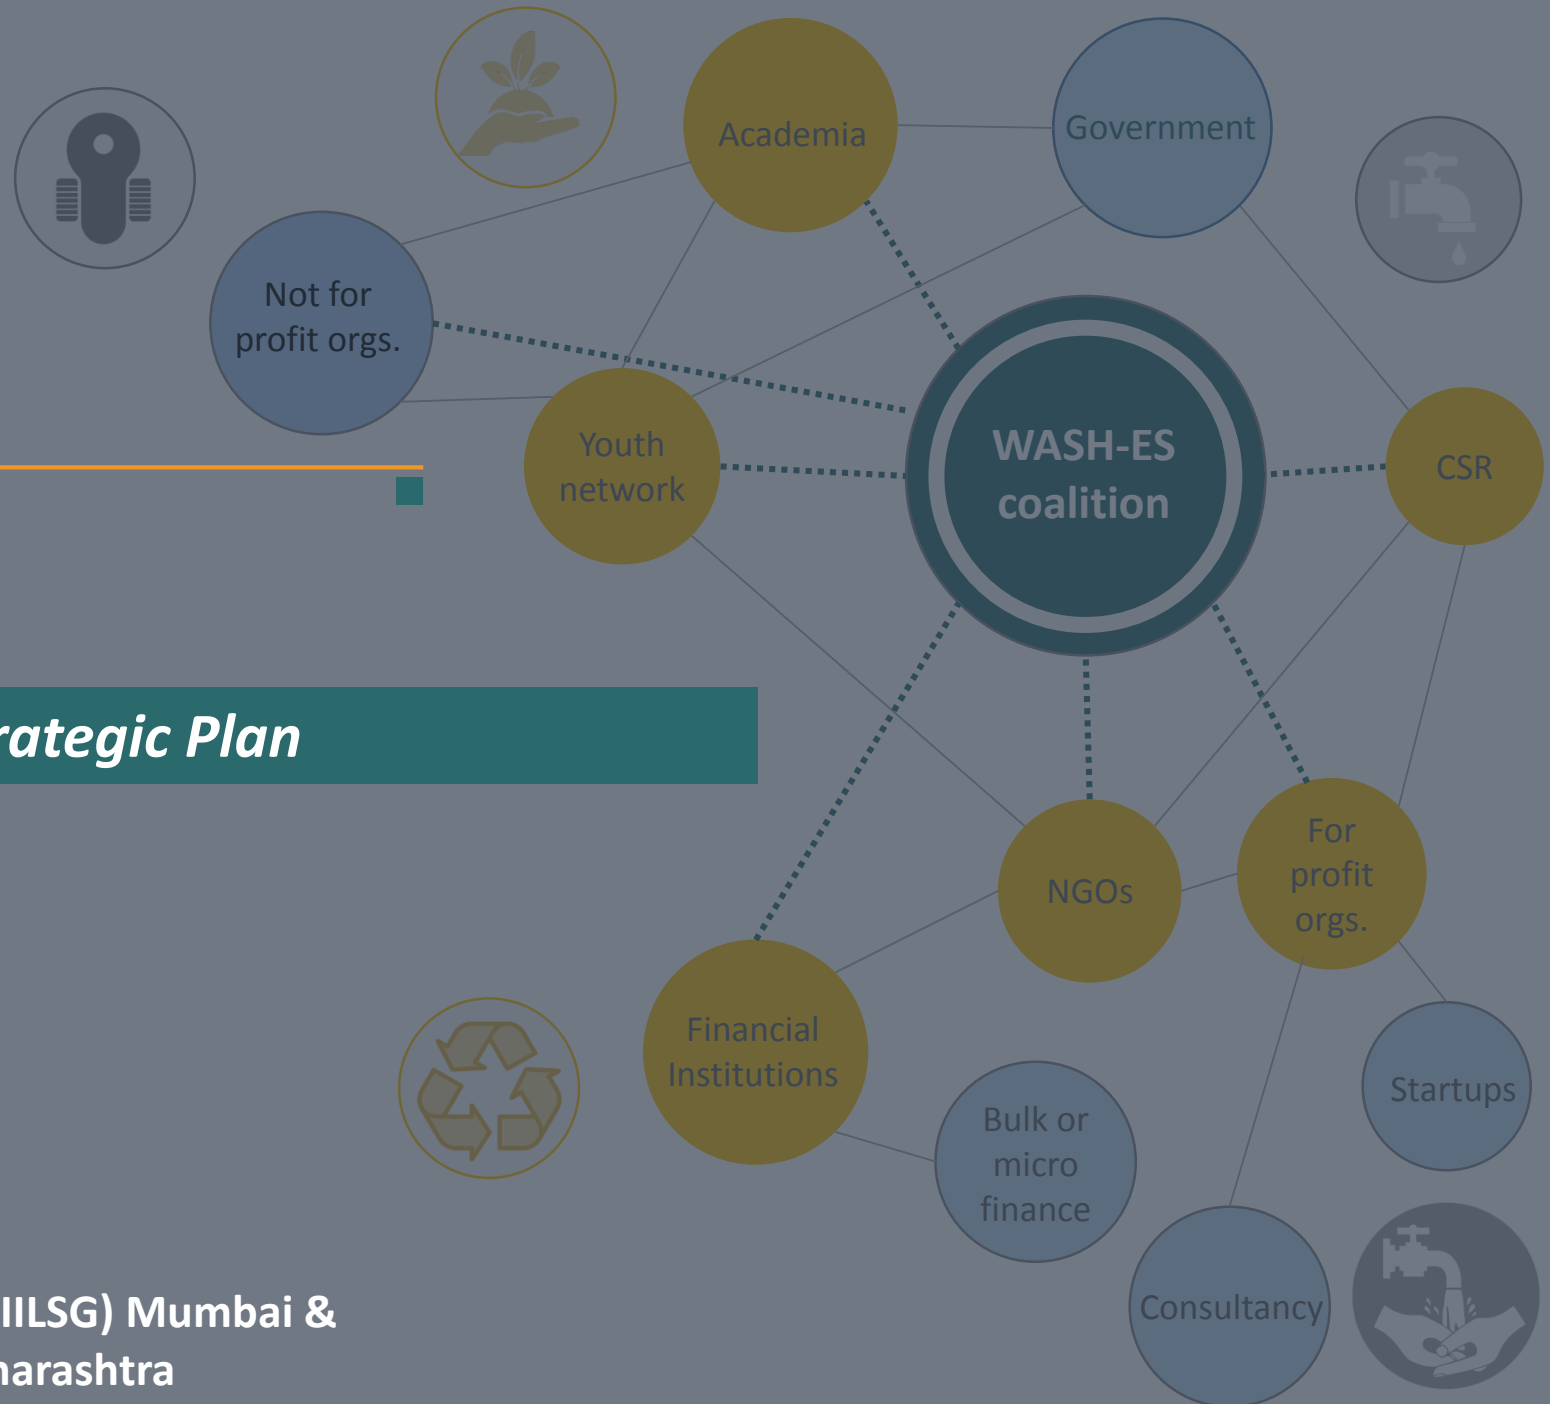 Academia
Government
Not for
profit orgs.
Youth
network
WASH-ES
coalition
CSR
rategic Plan
For
profit
orgs.
NGOs
Financial
Institutions
Startups
Bulk or
micro
finance
Consultancy
IILSG) Mumbai &
harashtra